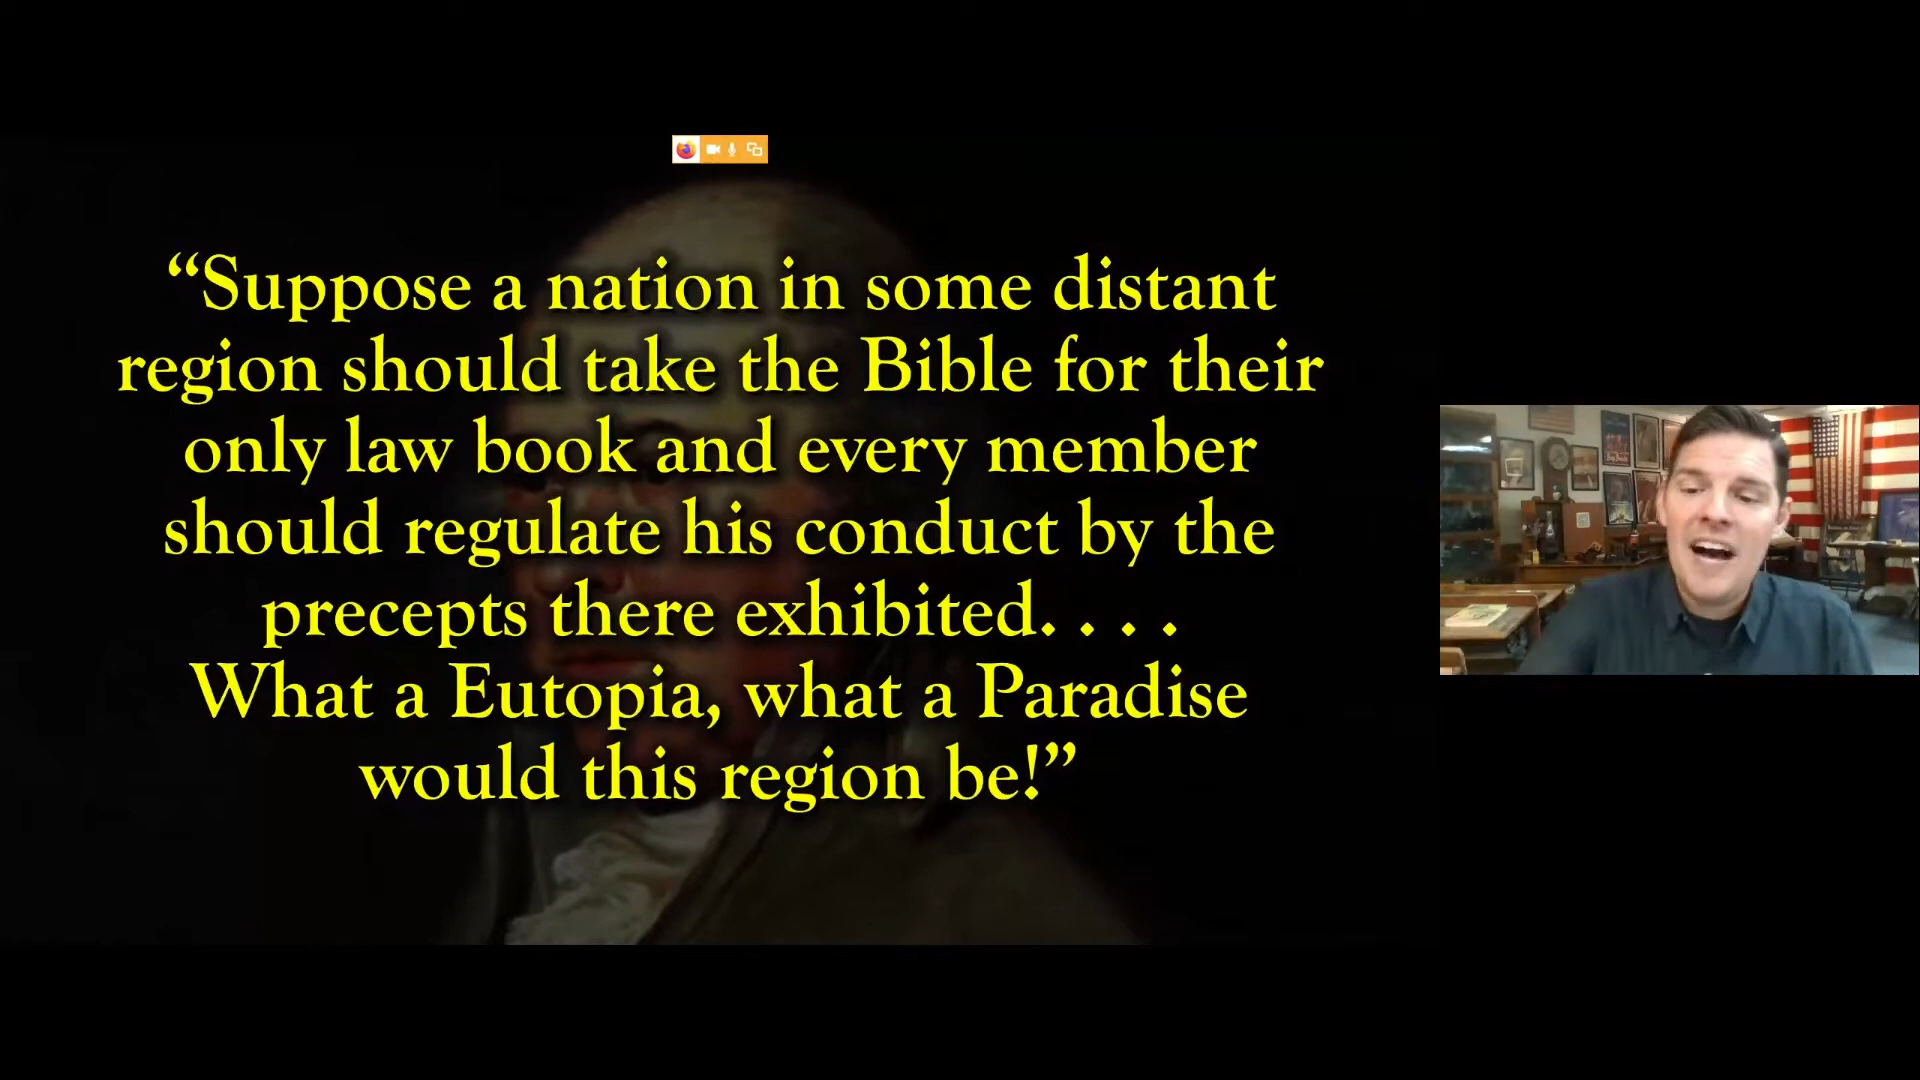 “Suppose a nation in some distant
region should take the Bible for their
only law book and every member
should regulate his conduct by the
precepts there exhibited. . . .
What a Eutopia, what a Paradise
would this region be!”